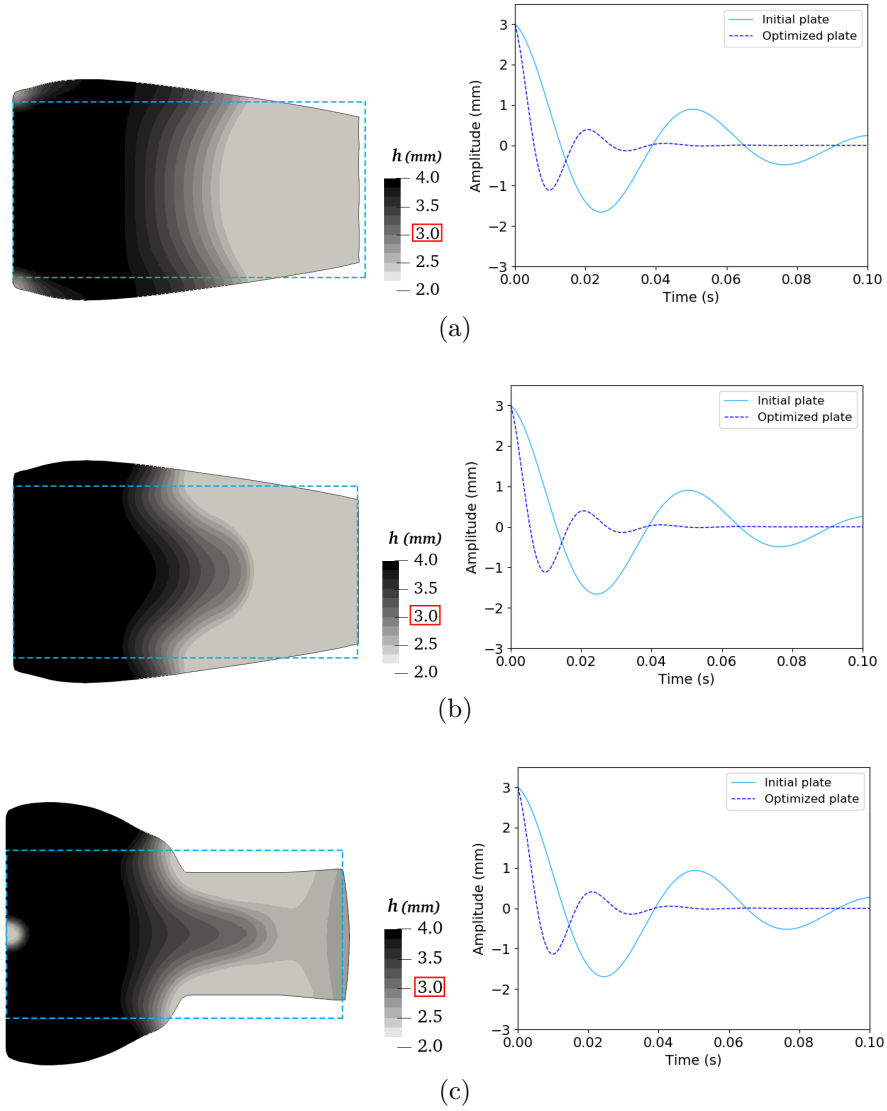 Initial plate
Optimized plate
Amplitude (mm)
3
2
1
0
−1
−2
−3
0.00 0.02 0.04 0.06 0.08 0.10
Time (s)
h (mm)
4.0
3.5
3.0
2.5
2.0
(a)
Initial plate
Optimized plate
Amplitude (mm)
3
2
1
0
−1
−2
−3
0.00 0.02 0.04 0.06 0.08 0.10
Time (s)
h (mm)
4.0
3.5
3.0
2.5
2.0
(b)
Initial plate
Optimized plate
Amplitude (mm)
3
2
1
0
−1
−2
−3
0.00 0.02 0.04 0.06 0.08 0.10
Time (s)
h (mm)
4.0
3.5
3.0
2.5
2.0
(c)